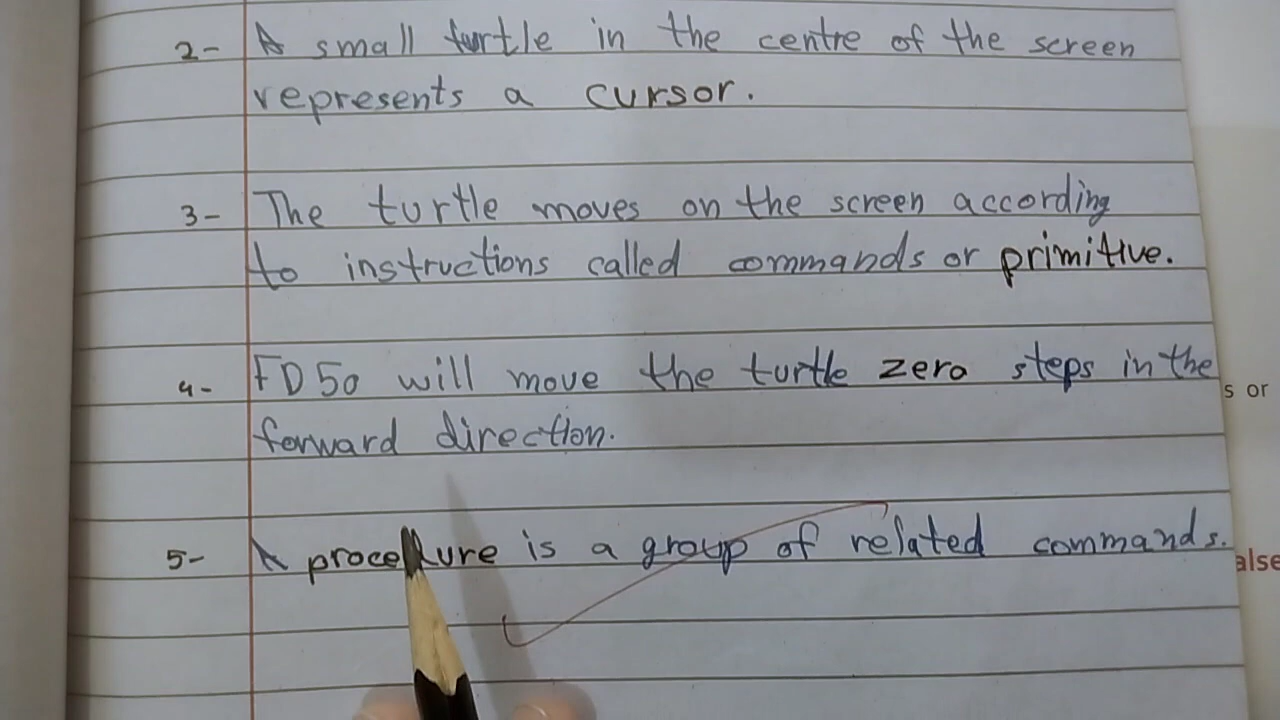 2- A small turtle in the centre of the screen
represents a cursor.
3- The turtle moves on the screen according
to instructions called commands or primitive.
4- FD 50 will move the turtle zero steps in the
forward direction.
5- A procedure is a group of related commands.
s or
alse